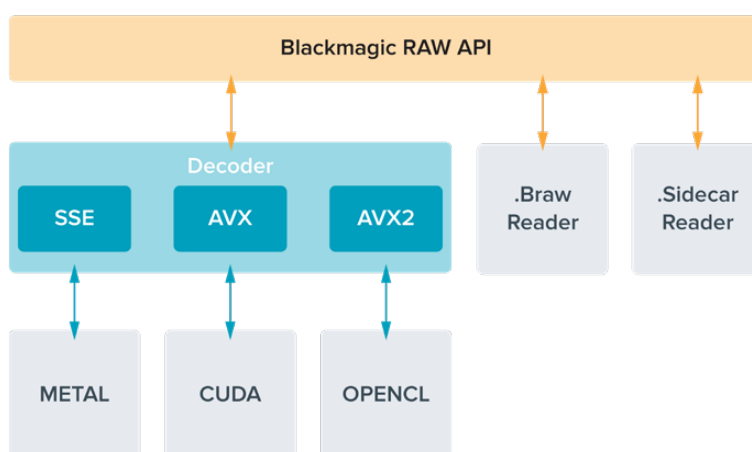 Blackmagic RAW API
Decoder
SSE
AVX
AVX2
.Braw
Reader
.Sidecar
Reader
METAL
CUDA
OPENCL